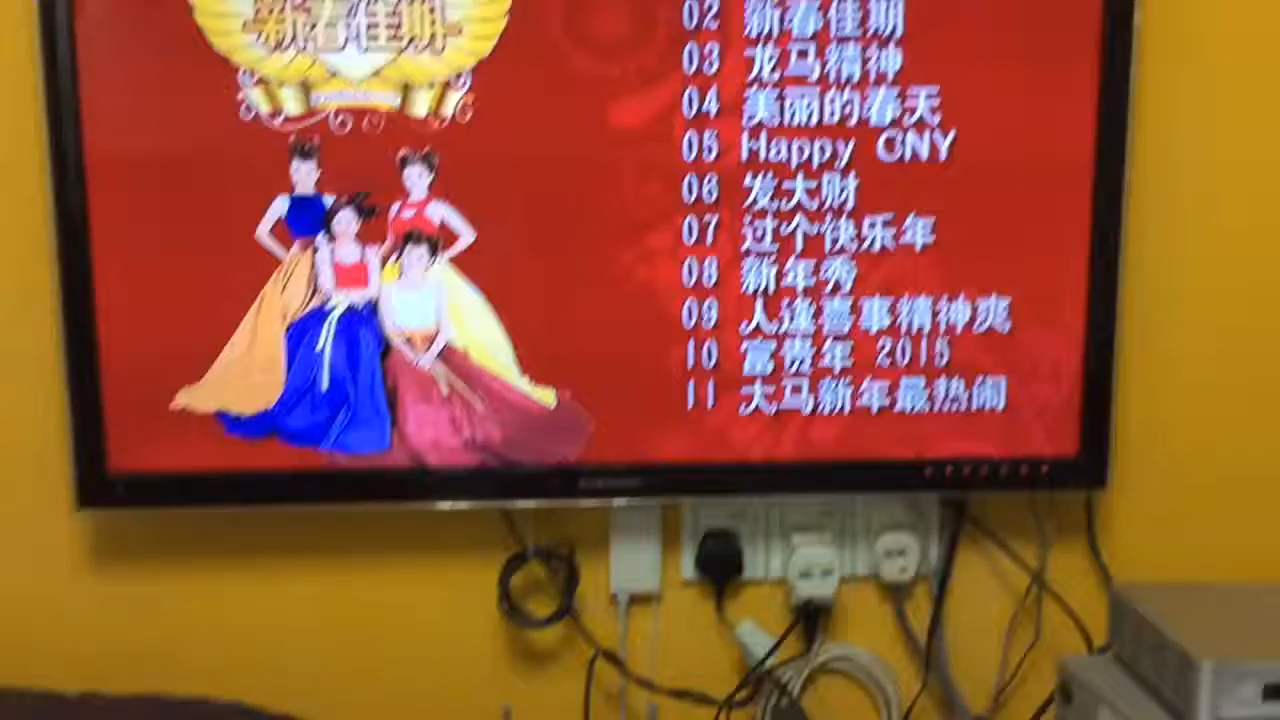 新春佳期
02 新春佳期
03 龙马精神
04 美丽的春天
05 Happy CNY
06 发大财
07 过个快乐年
08 新年秀
09 人逢喜事精神爽
10 富贵年 2015
11 大马新年最热闹